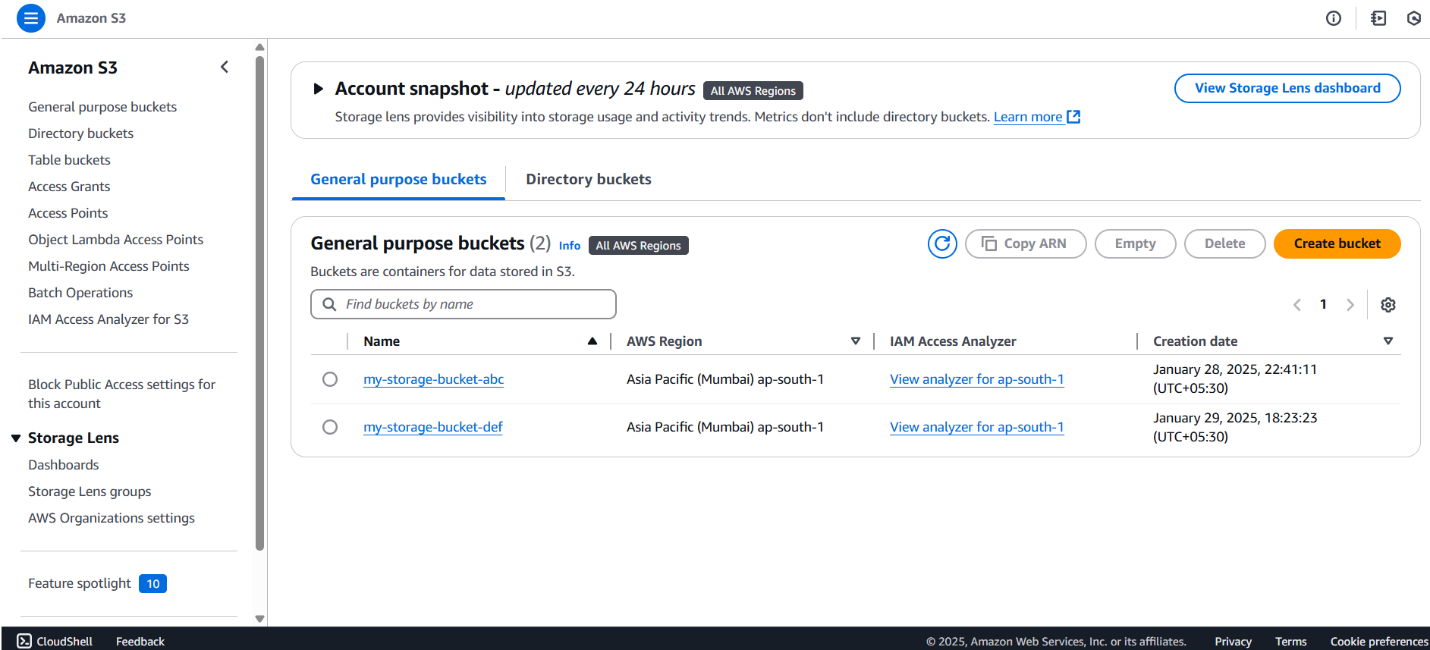 Amazon S3
Amazon S3
General purpose buckets
Directory buckets
Table buckets
Access Grants
Access Points
Object Lambda Access Points
Multi-Region Access Points
Batch Operations
IAM Access Analyzer for S3
Block Public Access settings for
this account
Storage Lens
Dashboards
Storage Lens groups
AWS Organizations settings
Feature spotlight 10
Account snapshot - updated every 24 hours All AWS Regions View Storage Lens dashboard
Storage lens provides visibility into storage usage and activity trends. Metrics don't include directory buckets. Learn more
General purpose buckets Directory buckets
General purpose buckets (2) Info All AWS Regions Copy ARN Empty Delete Create bucket
Buckets are containers for data stored in S3.
Find buckets by name 1
Name AWS Region IAM Access Analyzer Creation date
my-storage-bucket-abc Asia Pacific (Mumbai) ap-south-1 View analyzer for ap-south-1 January 28, 2025, 22:41:11
(UTC+05:30)
my-storage-bucket-def Asia Pacific (Mumbai) ap-south-1 View analyzer for ap-south-1 January 29, 2025, 18:23:23
(UTC+05:30)
CloudShell Feedback © 2025, Amazon Web Services, Inc. or its affiliates. Privacy Terms Cookie preferences